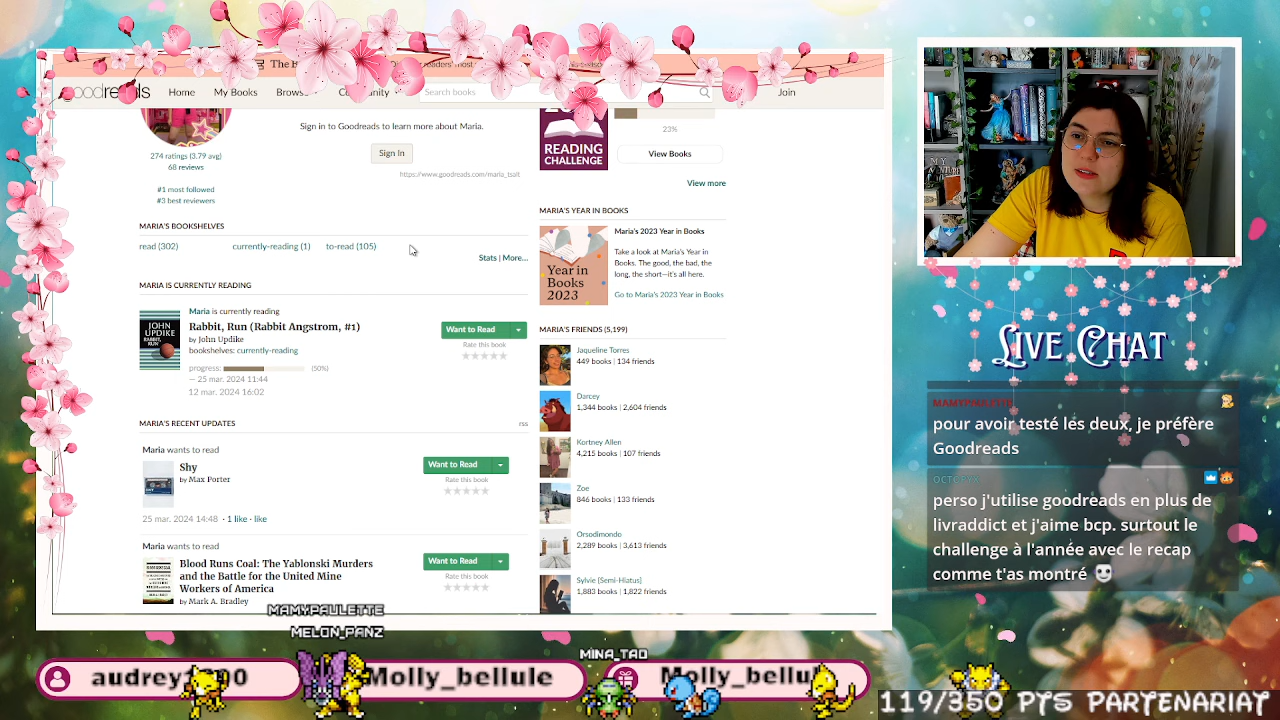 The B
readers' most
goodreads
Home
My Books
Brows
Community
Search books
Join
Sign in to Goodreads to learn more about Maria.
Sign In
https://www.goodreads.com/maria_tsalt
274 ratings (3.79 avg)
68 reviews
#1 most followed
#3 best reviewers
READING
CHALLENGE
23%
View Books
View more
MARIA'S BOOKSHELVES
read (302)
currently-reading (1)
to-read (105)
Stats | More...
MARIA IS CURRENTLY READING
JOHN
UPDIKE
RABBIT,
RUN
Maria is currently reading
Rabbit, Run (Rabbit Angstrom, #1)
by John Updike
bookshelves: currently-reading
progress: (50%)
— 25 mar. 2024 11:44
12 mar. 2024 16:02
Want to Read
Rate this book
MARIA'S RECENT UPDATES
rss
Maria wants to read
Shy
by Max Porter
Want to Read
Rate this book
25 mar. 2024 14:48 · 1 like · like
Maria wants to read
Blood Runs Coal: The Yablonski Murders
and the Battle for the United Mine
Workers of America
by Mark A. Bradley
Want to Read
Rate this book
MARIA'S YEAR IN BOOKS
Year in
Books
2023
Maria's 2023 Year in Books
Take a look at Maria's Year in
Books. The good, the bad, the
long, the short—it's all here.
Go to Maria's 2023 Year in Books
MARIA'S FRIENDS (5,199)
Jaqueline Torres
449 books | 134 friends
Darcey
1,344 books | 2,604 friends
Kortney Allen
4,215 books | 107 friends
Zoe
846 books | 133 friends
Orsodimondo
2,289 books | 3,613 friends
Sylvie [Semi-Hiatus]
1,883 books | 1,822 friends
LIVE CHAT
MAMYPAULETTE
pour avoir testé les deux, je préfère
Goodreads
perso j'utilise goodreads en plus de
livraddict et j'aime bcp. surtout le
challenge à l'année avec le recap
comme t'as montré
MAMYPAULETTE
MELON_PANZ
MINA_TAO
Molly_bellule
Molly_bellu
119/350 PTS PARTENARIAT